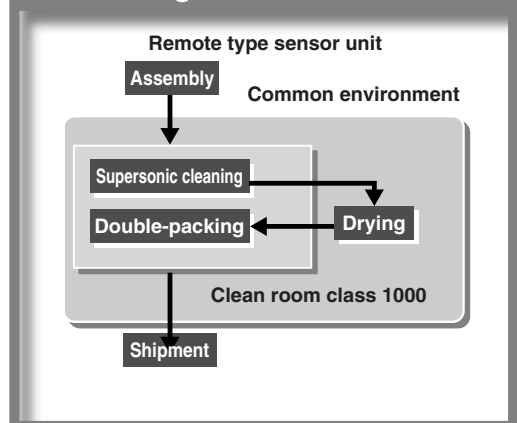 Remote type sensor unit
Assembly
Common environment
Supersonic cleaning
Double-packing
Drying
Clean room class 1000
Shipment